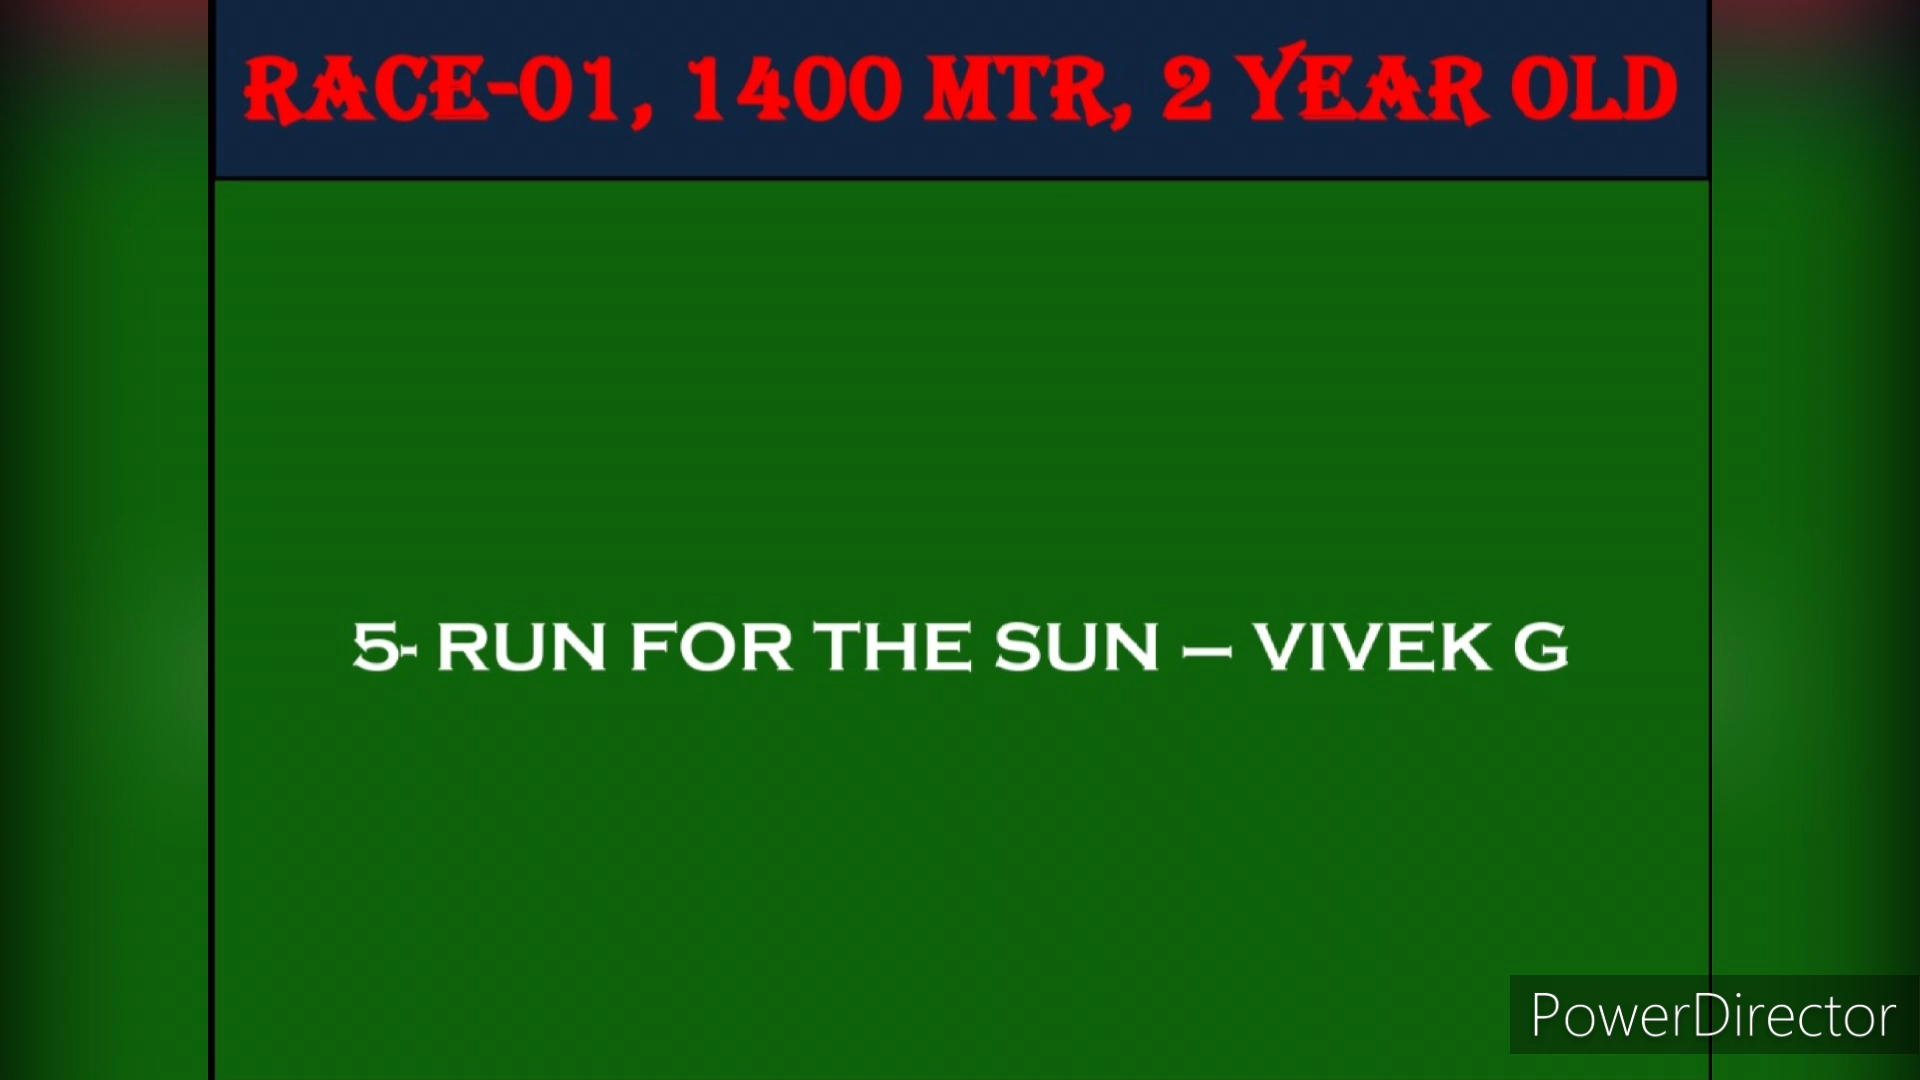 RACE-01, 1400 MTR, 2 YEAR OLD
5- RUN FOR THE SUN – VIVEK G
PowerDirector